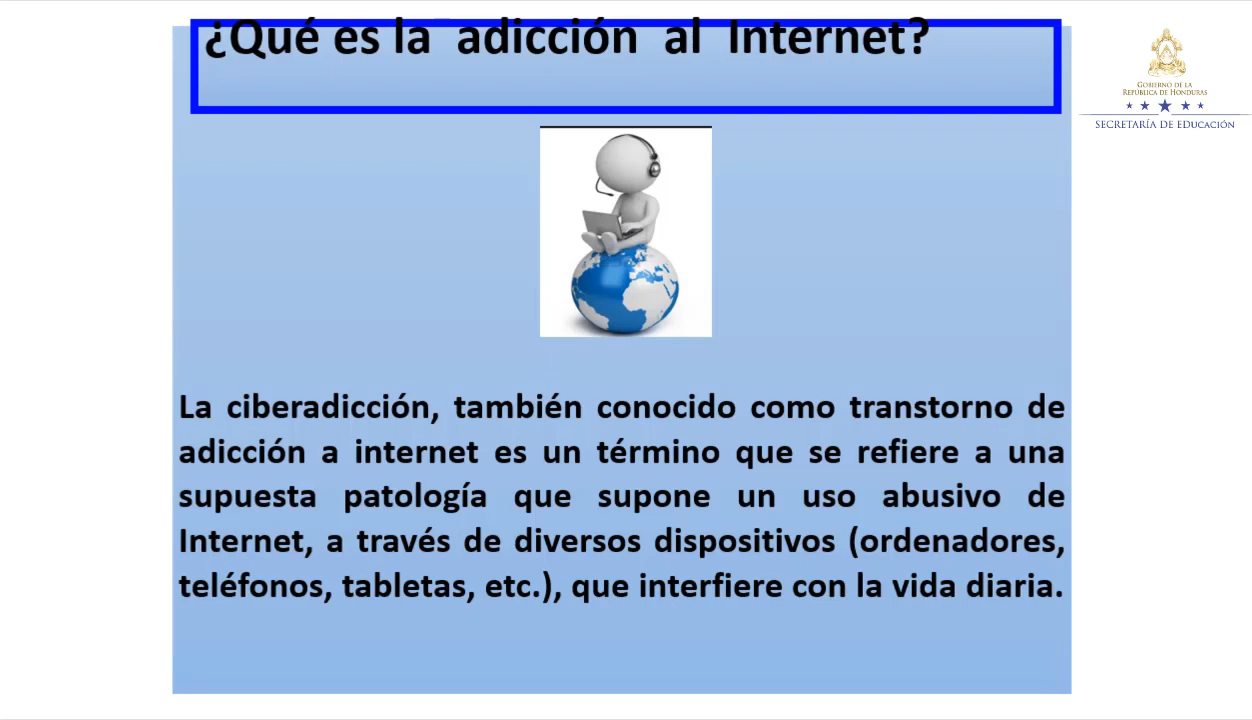 ¿Qué es la adicción al Internet?
GOBIERNO DE LA
REPÚBLICA DE HONDURAS
SECRETARÍA DE EDUCACIÓN
La ciberadicción, también conocido como transtorno de
adicción a internet es un término que se refiere a una
supuesta patología que supone un uso abusivo de
Internet, a través de diversos dispositivos (ordenadores,
teléfonos, tabletas, etc.), que interfiere con la vida diaria.